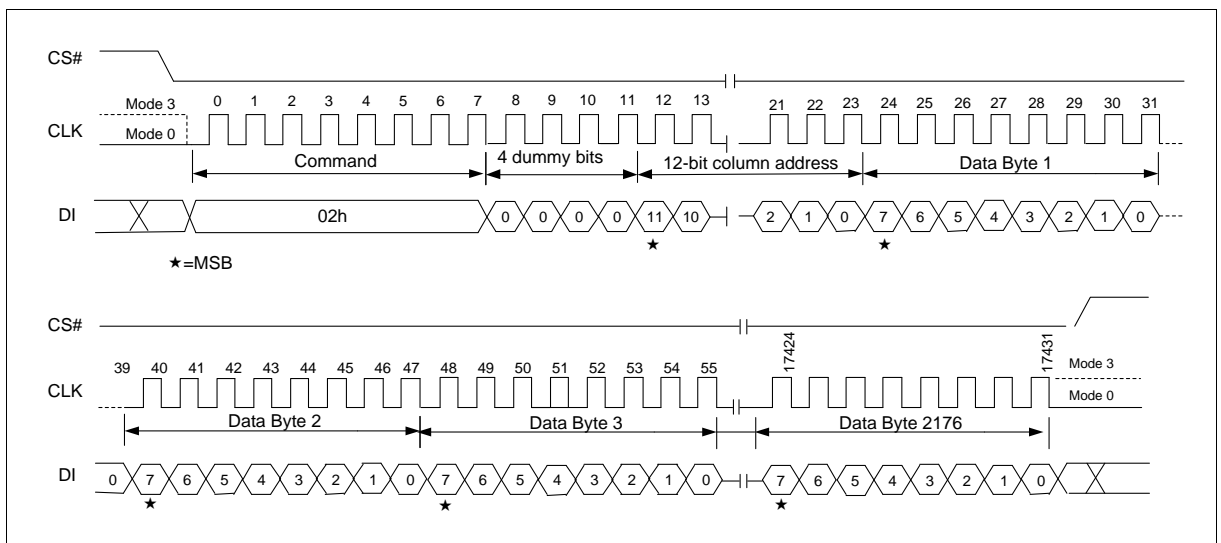 CS#
Mode 3
0 1 2 3 4 5 6 7 8 9 10 11 12 13 21 22 23 24 25 26 27 28 29 30 31
CLK
Mode 0
Command 4 dummy bits 12-bit column address Data Byte 1
DI 02h 0 0 0 0 11 10 2 1 0 7 6 5 4 3 2 1 0
★ ★
★=MSB
CS#
39 40 41 42 43 44 45 46 47 48 49 50 51 52 53 54 55 17424 17431
Mode 3
CLK
Mode 0
Data Byte 2 Data Byte 3 Data Byte 2176
DI 0 7 6 5 4 3 2 1 0 7 6 5 4 3 2 1 0 7 6 5 4 3 2 1 0
★ ★ ★